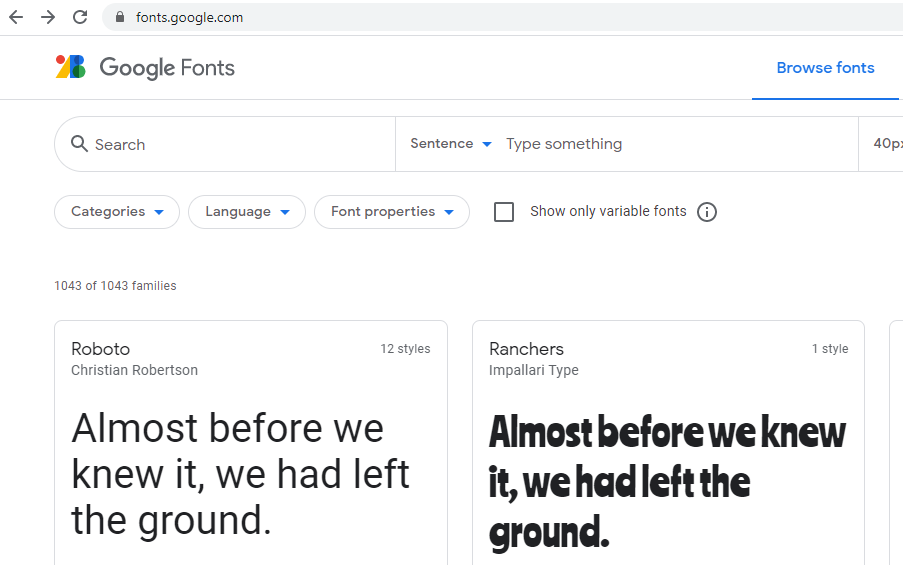 fonts.google.com
Google Fonts
Browse fonts
Search
Sentence
Type something
40px
Categories
Language
Font properties
Show only variable fonts
1043 of 1043 families
Roboto
12 styles
Christian Robertson
Almost before we
knew it, we had left
the ground.
Ranchers
1 style
Impallari Type
Almost before we knew
it, we had left the
ground.